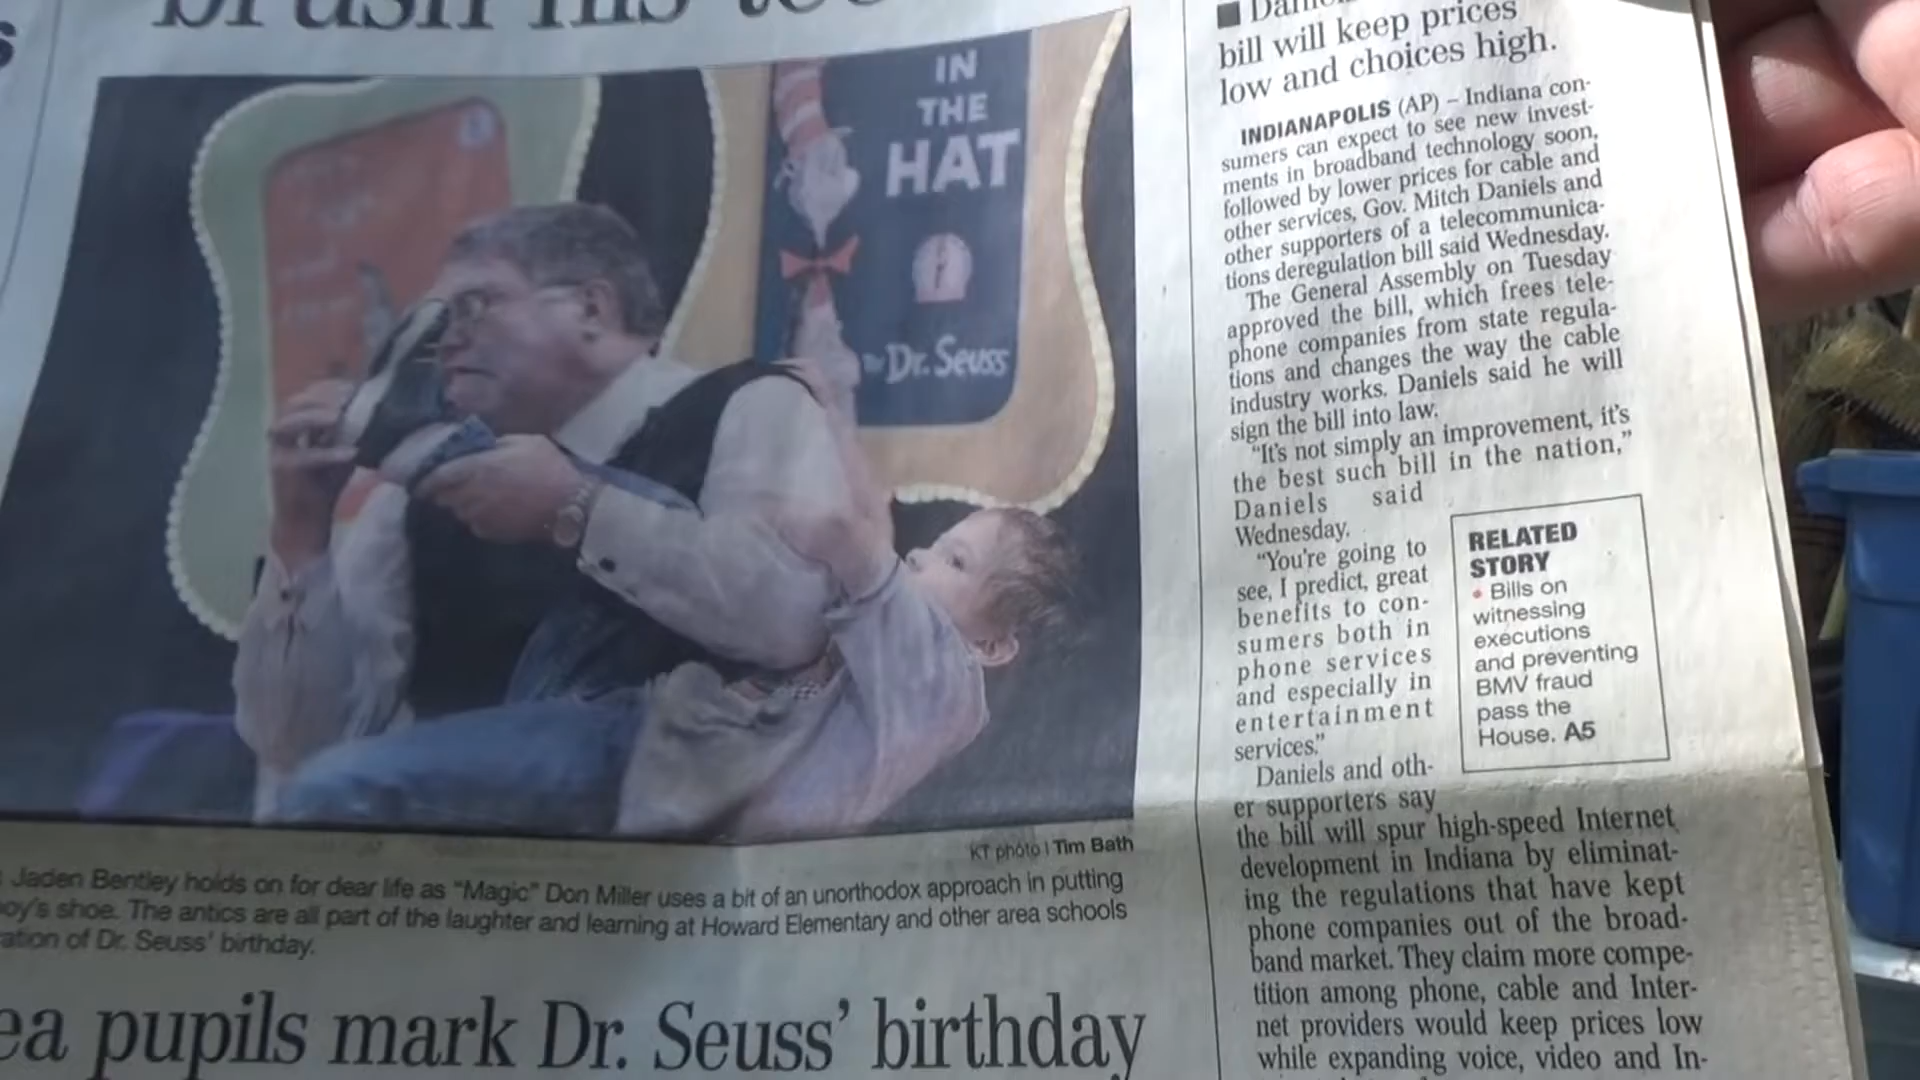 brush his
IN
THE
HAT
Dr. Seuss
KT photo | Tim Bath
Jaden Bentley holds on for dear life as “Magic” Don Miller uses a bit of an unorthodox approach in putting
oy’s shoe. The antics are all part of the laughter and learning at Howard Elementary and other area schools
ation of Dr. Seuss’ birthday.
ea pupils mark Dr. Seuss’ birthday
bill will keep prices
low and choices high.
INDIANAPOLIS (AP) – Indiana con-
sumers can expect to see new invest-
ments in broadband technology soon,
followed by lower prices for cable and
other services, Gov. Mitch Daniels and
other supporters of a telecommunica-
tions deregulation bill said Wednesday.
The General Assembly on Tuesday
approved the bill, which frees tele-
phone companies from state regula-
tions and changes the way the cable
industry works. Daniels said he will
sign the bill into law.
“It’s not simply an improvement, it’s
the best such bill in the nation,”
Daniels said
Wednesday.
“You’re going to
see, I predict, great
benefits to con-
sumers both in
phone services
and especially in
entertainment
services.”
Daniels and oth-
er supporters say
the bill will spur high-speed Internet
development in Indiana by eliminat-
ing the regulations that have kept
phone companies out of the broad-
band market. They claim more compe-
tition among phone, cable and Inter-
net providers would keep prices low
while expanding voice, video and In-
RELATED
STORY
• Bills on
witnessing
executions
and preventing
BMV fraud
pass the
House. A5